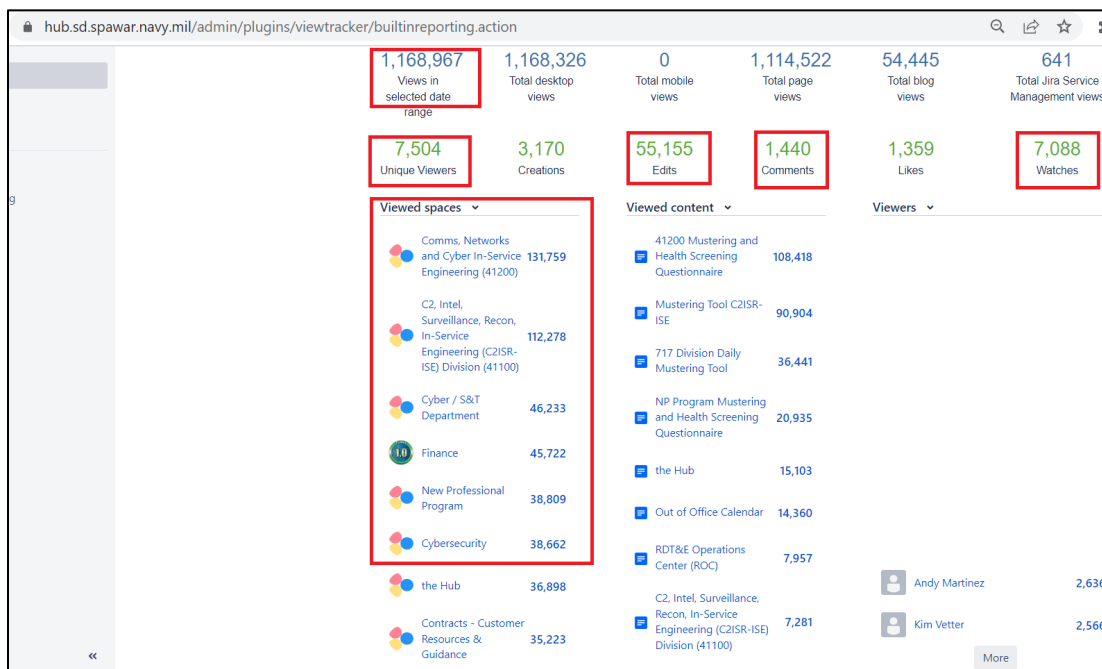 hub.sd.spawar.navy.mil/admin/plugins/viewtracker/builtinreporting.action
1,168,967
Views in
selected date
range
1,168,326
Total desktop
views
0
Total mobile
views
1,114,522
Total page
views
54,445
Total blog
views
641
Total Jira Service
Management views
7,504
Unique Viewers
3,170
Creations
55,155
Edits
1,440
Comments
1,359
Likes
7,088
Watches
g
Viewed spaces
Comms, Networks
and Cyber In-Service 131,759
Engineering (41200)
C2, Intel,
Surveillance, Recon,
In-Service 112,278
Engineering (C2ISR-
ISE) Division (41100)
Cyber / S&T
Department 46,233
1.0
Finance 45,722
New Professional
Program 38,809
Cybersecurity 38,662
the Hub 36,898
Contracts - Customer
Resources & 35,223
Guidance
Viewed content
41200 Mustering and
Health Screening 108,418
Questionnaire
Mustering Tool C2ISR-
ISE 90,904
717 Division Daily
Mustering Tool 36,441
NP Program Mustering
and Health Screening 20,935
Questionnaire
the Hub 15,103
Out of Office Calendar 14,360
RDT&E Operations
Center (ROC) 7,957
C2, Intel, Surveillance,
Recon, In-Service
Engineering (C2ISR-ISE) 7,281
Division (41100)
Viewers
Andy Martinez 2,636
Kim Vetter 2,566
More
«